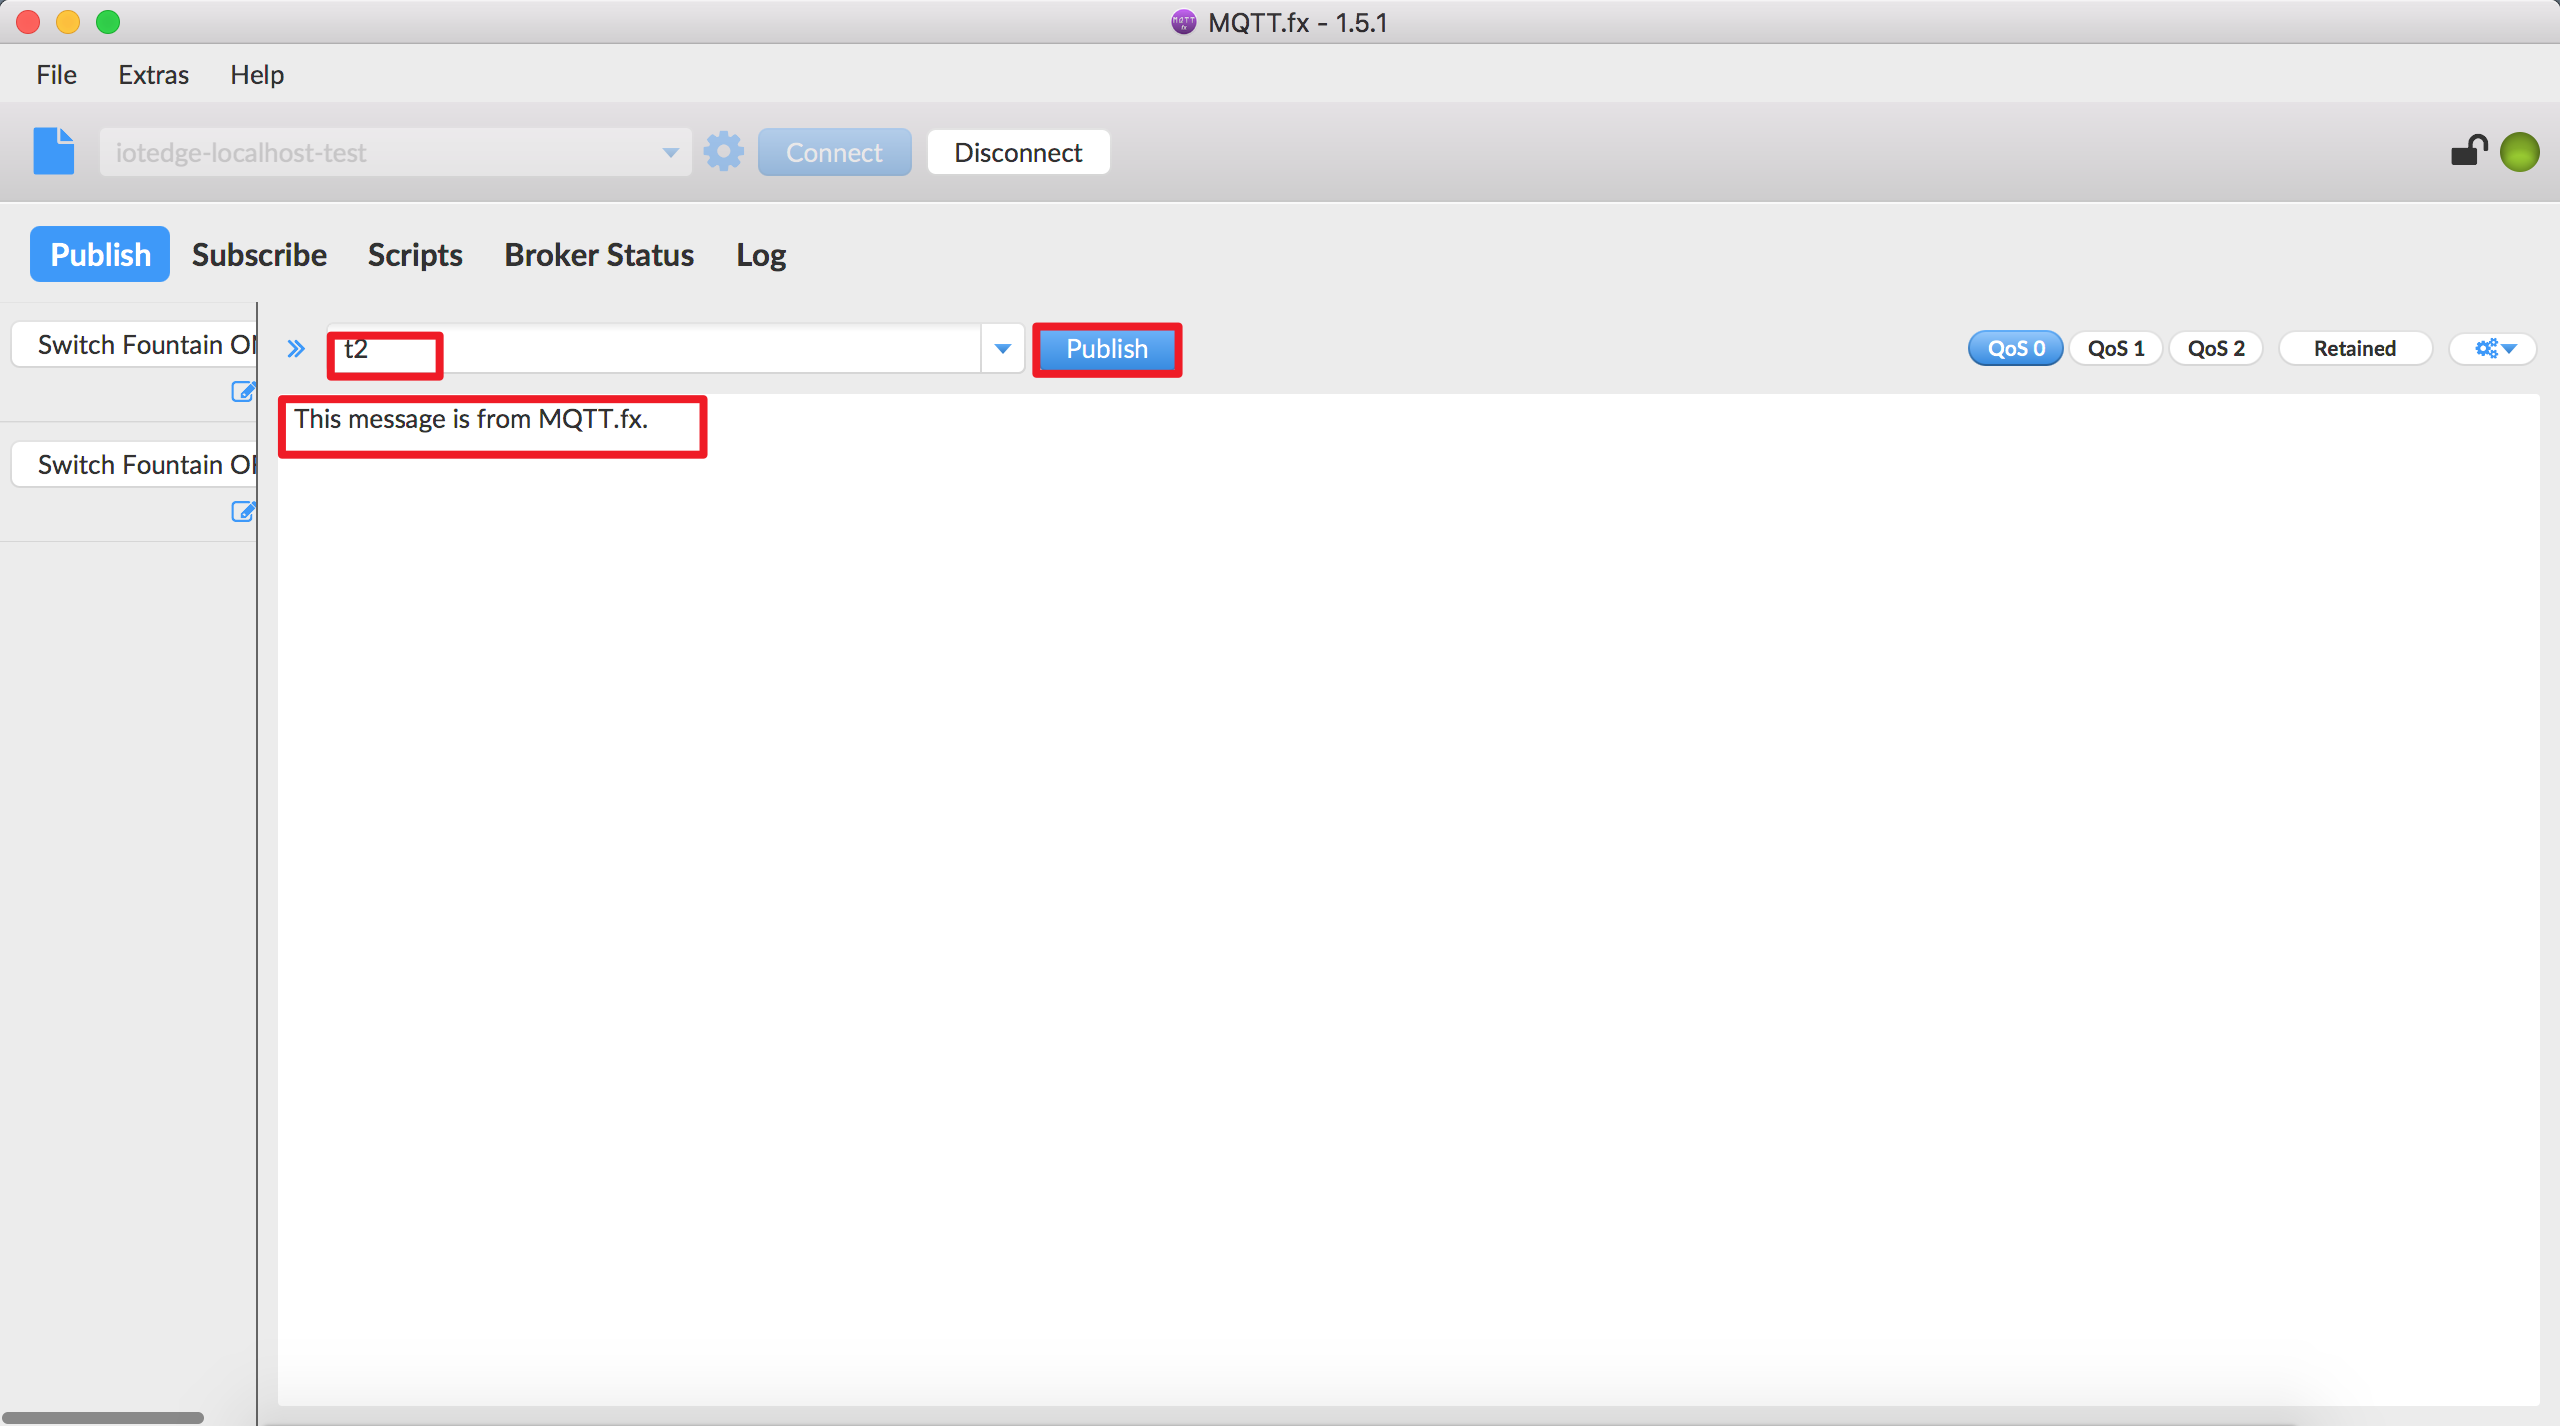 MQTT.fx - 1.5.1
File Extras Help
iotedge-localhost-test Connect Disconnect
Publish Subscribe Scripts Broker Status Log
Switch Fountain
t2 Publish QoS 0 QoS 1 QoS 2 Retained
This message is from MQTT.fx.
Switch Fountain